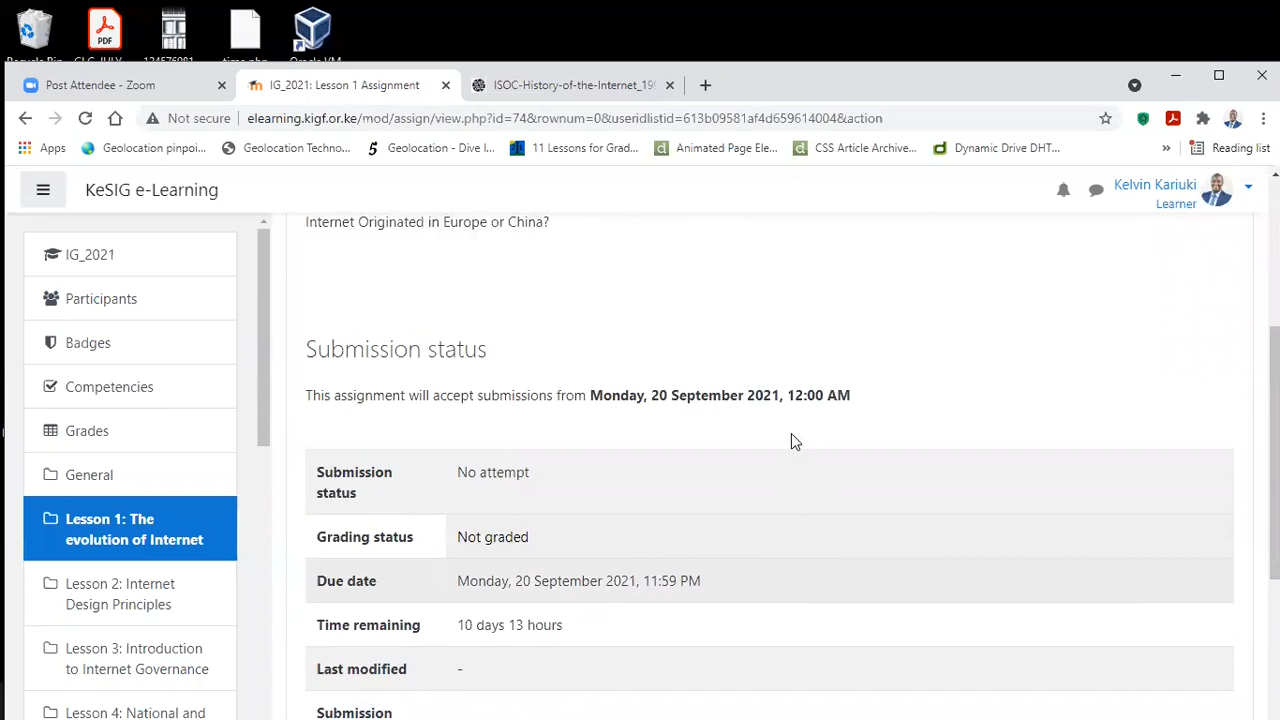 PDF
Post Attendee - Zoom
IG_2021: Lesson 1 Assignment
ISOC-History-of-the-Internet_199
Not secure
elearning.kigf.or.ke/mod/assign/view.php?id=74&rownum=0&useridlistid=613b09581af4d659614004&action
Apps
Geolocation pinpoi...
Geolocation Techno...
Geolocation - Dive I...
11 Lessons for Grad...
Animated Page Ele...
CSS Article Archive...
Dynamic Drive DHT...
»
Reading list
KeSIG e-Learning
Kelvin Kariuki
Learner
IG_2021
Participants
Badges
Competencies
Grades
General
Lesson 1: The
evolution of Internet
Lesson 2: Internet
Design Principles
Lesson 3: Introduction
to Internet Governance
Lesson 4: National and
Internet Originated in Europe or China?
Submission status
This assignment will accept submissions from Monday, 20 September 2021, 12:00 AM
Submission
status
No attempt
Grading status
Not graded
Due date
Monday, 20 September 2021, 11:59 PM
Time remaining
10 days 13 hours
Last modified
-
Submission